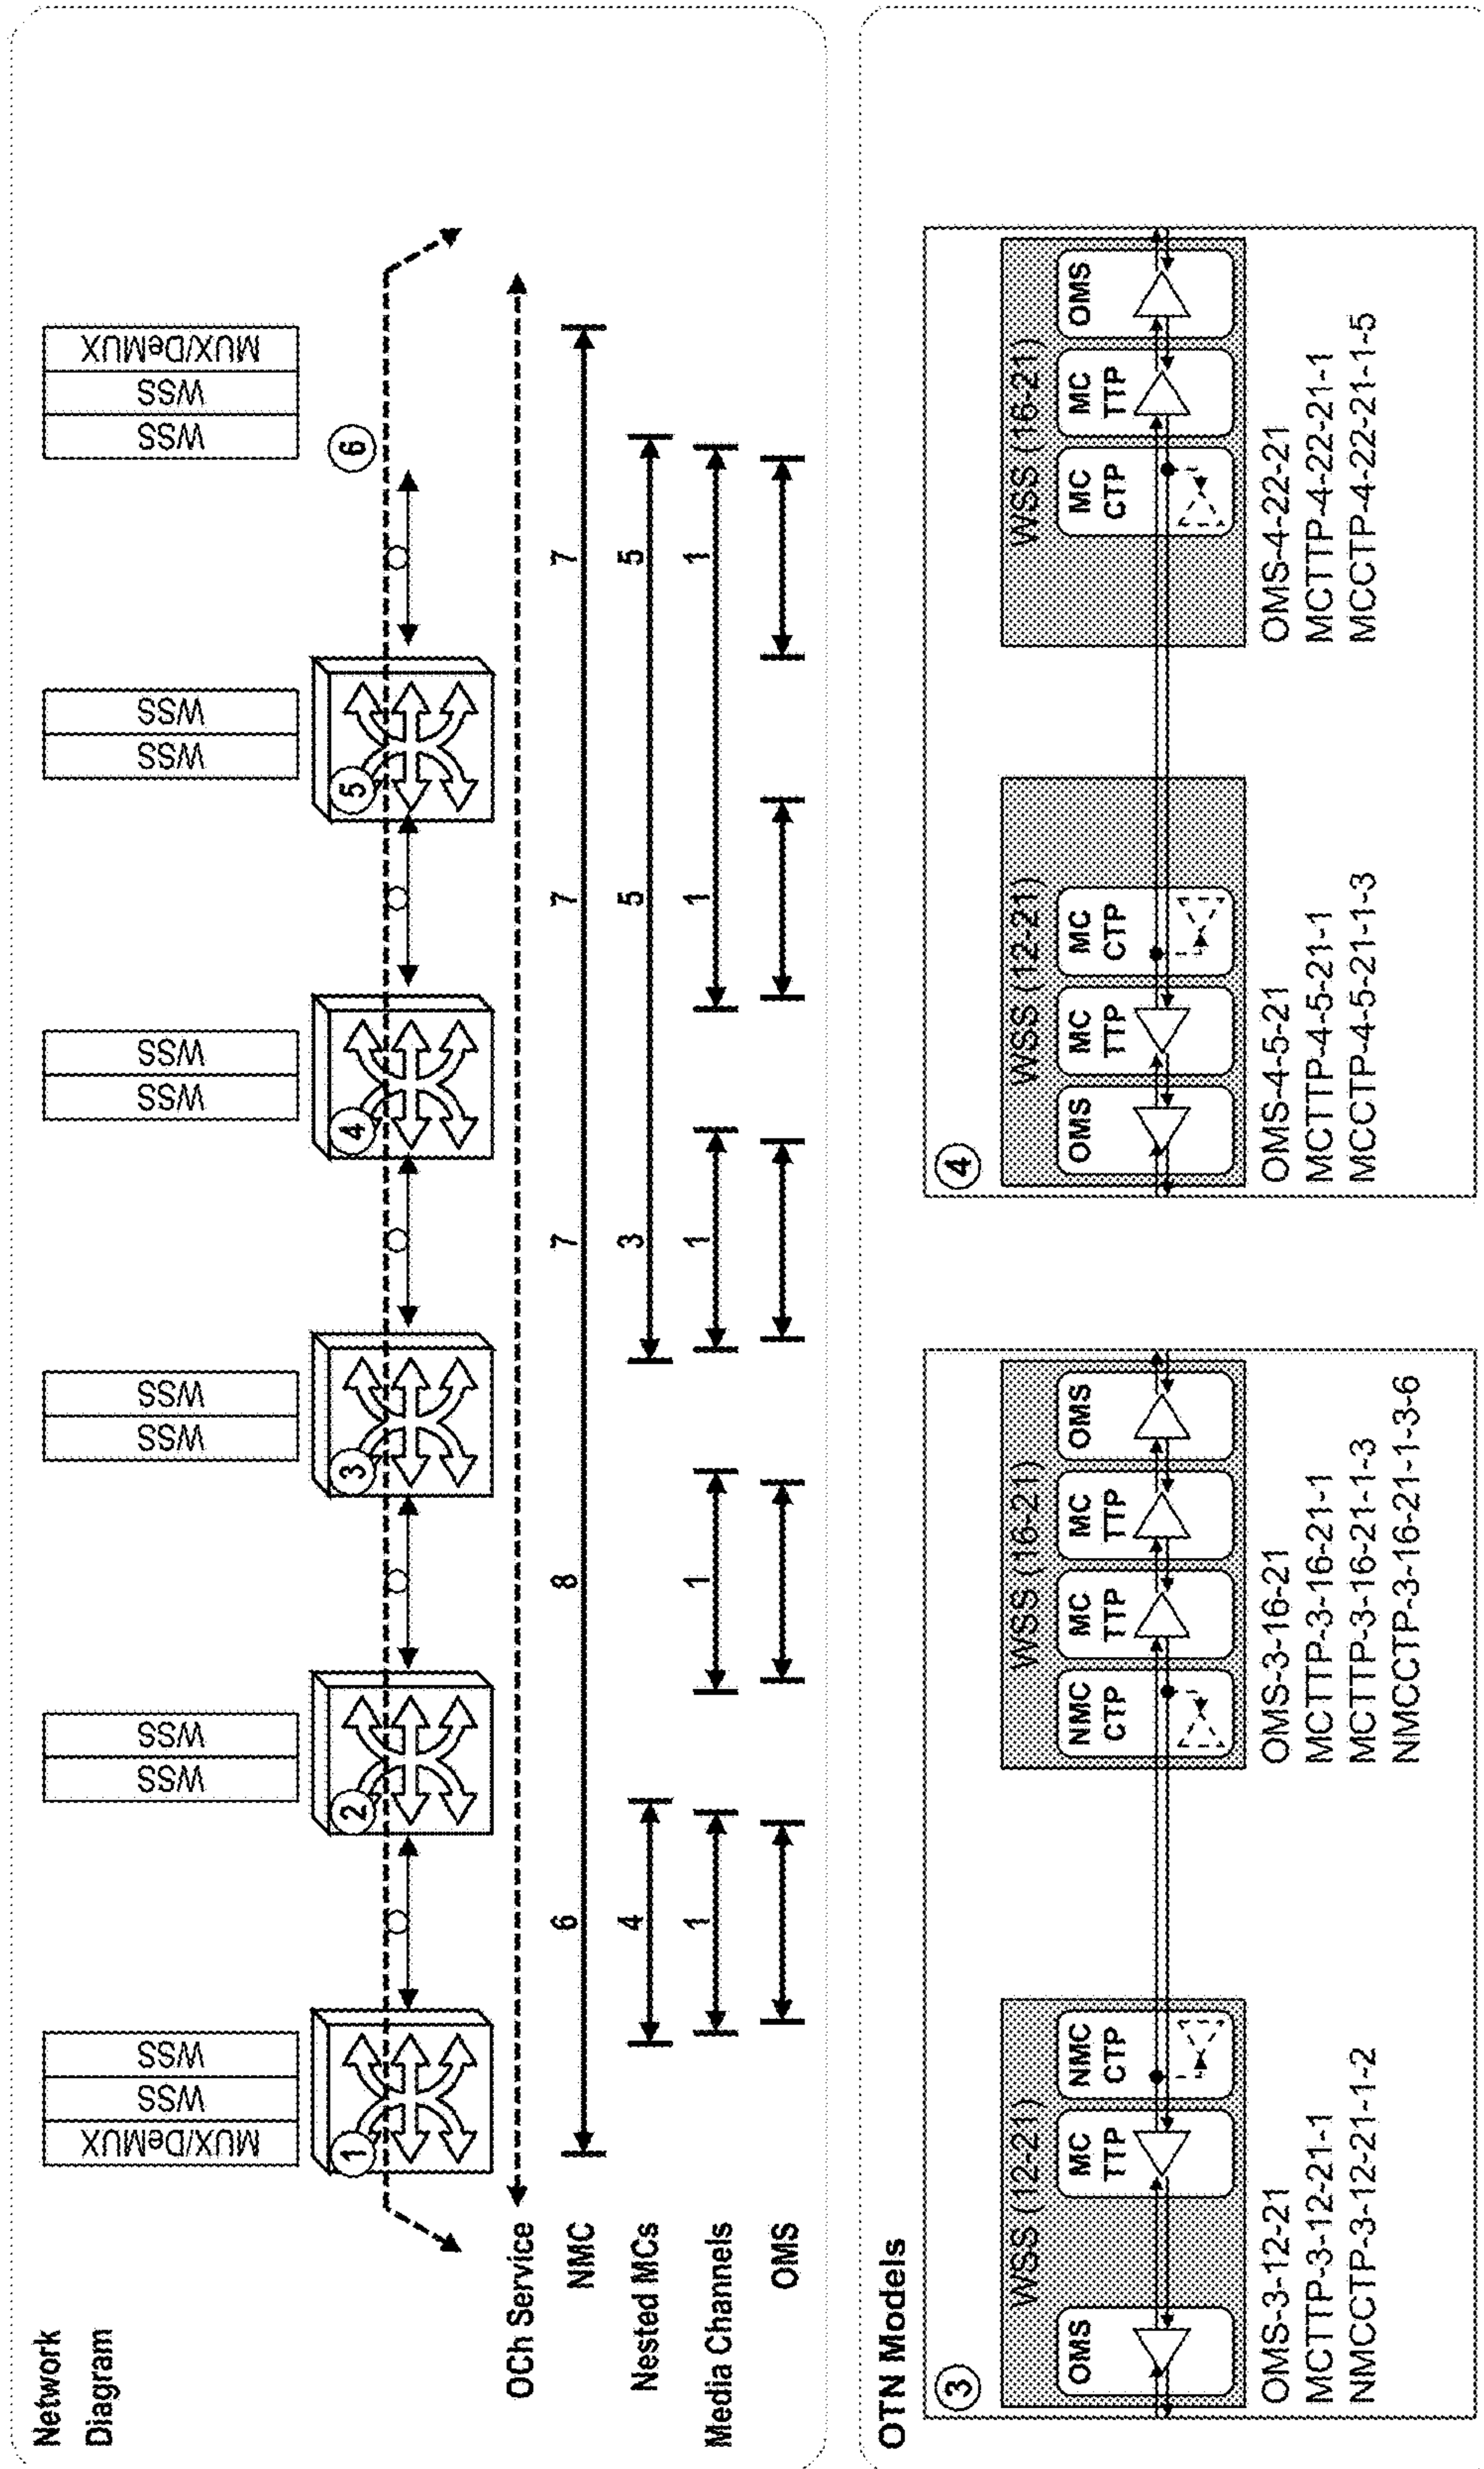 Network
Diagram
MUX/DeMUX
WSS
WSS
WSS
WSS
WSS
WSS
WSS
WSS
WSS
WSS
WSS
WSS
MUX/DeMUX
1
2
3
4
5
6
OCh Service
NMC
6
8
7
7
7
Nested MCs
4
3
5
5
Media Channels
1
1
1
1
1
OMS
OTN Models
3
WSS (12-21)
OMS
MC
TTP
NMC
CTP
OMS-3-12-21
MCTTP-3-12-21-1
NMCCTP-3-12-21-1-2
WSS (16-21)
NMC
CTP
MC
TTP
MC
TTP
OMS
OMS-3-16-21
MCTTP-3-16-21-1
MCTTP-3-16-21-1-3
NMCCTP-3-16-21-1-3-6
4
WSS (12-21)
OMS
MC
TTP
MC
CTP
OMS-4-5-21
MCTTP-4-5-21-1
MCCTP-4-5-21-1-3
WSS (16-21)
MC
CTP
MC
TTP
OMS
OMS-4-22-21
MCTTP-4-22-21-1
MCCTP-4-22-21-1-5